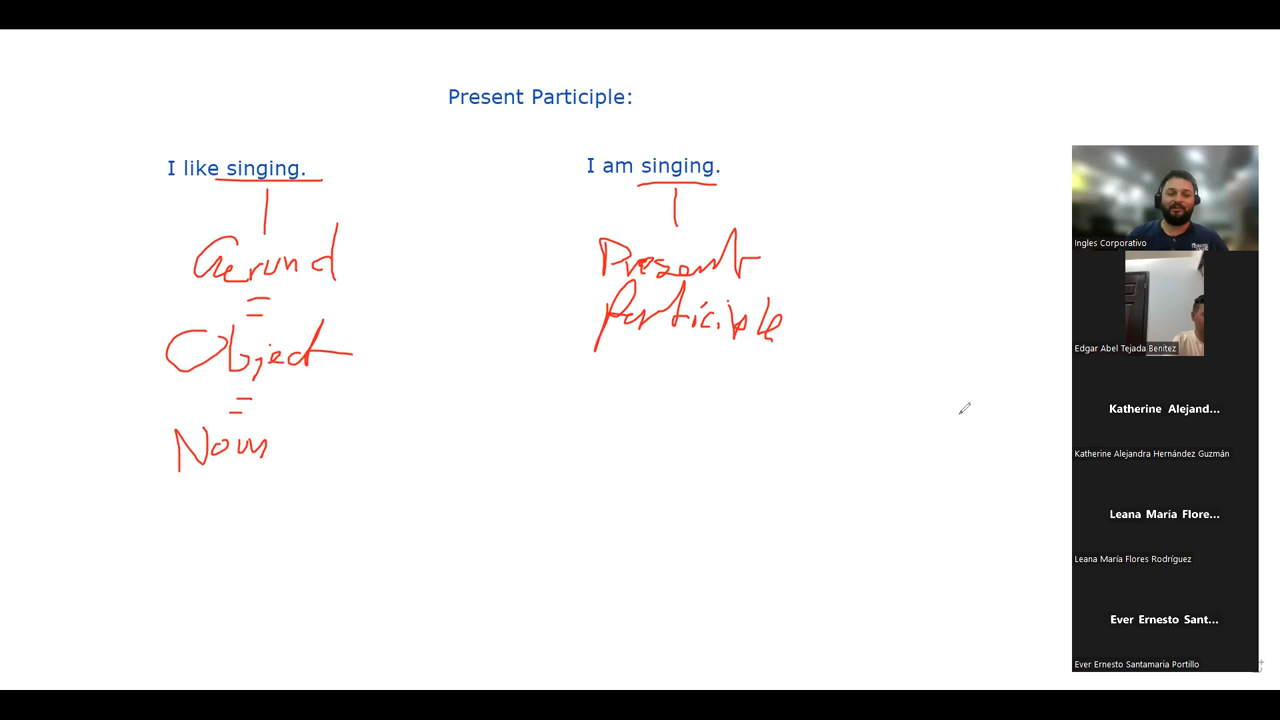 Present Participle:
I like singing.
I am singing.
Gerund
=
Object
=
Noun
Present
Participle
Ingles Corporativo
Edgar Abel Tejada Benitez
Katherine Alejand...
Katherine Alejandra Hernández Guzmán
Leana María Flore...
Leana María Flores Rodríguez
Ever Ernesto Sant...
Ever Ernesto Santamaria Portillo